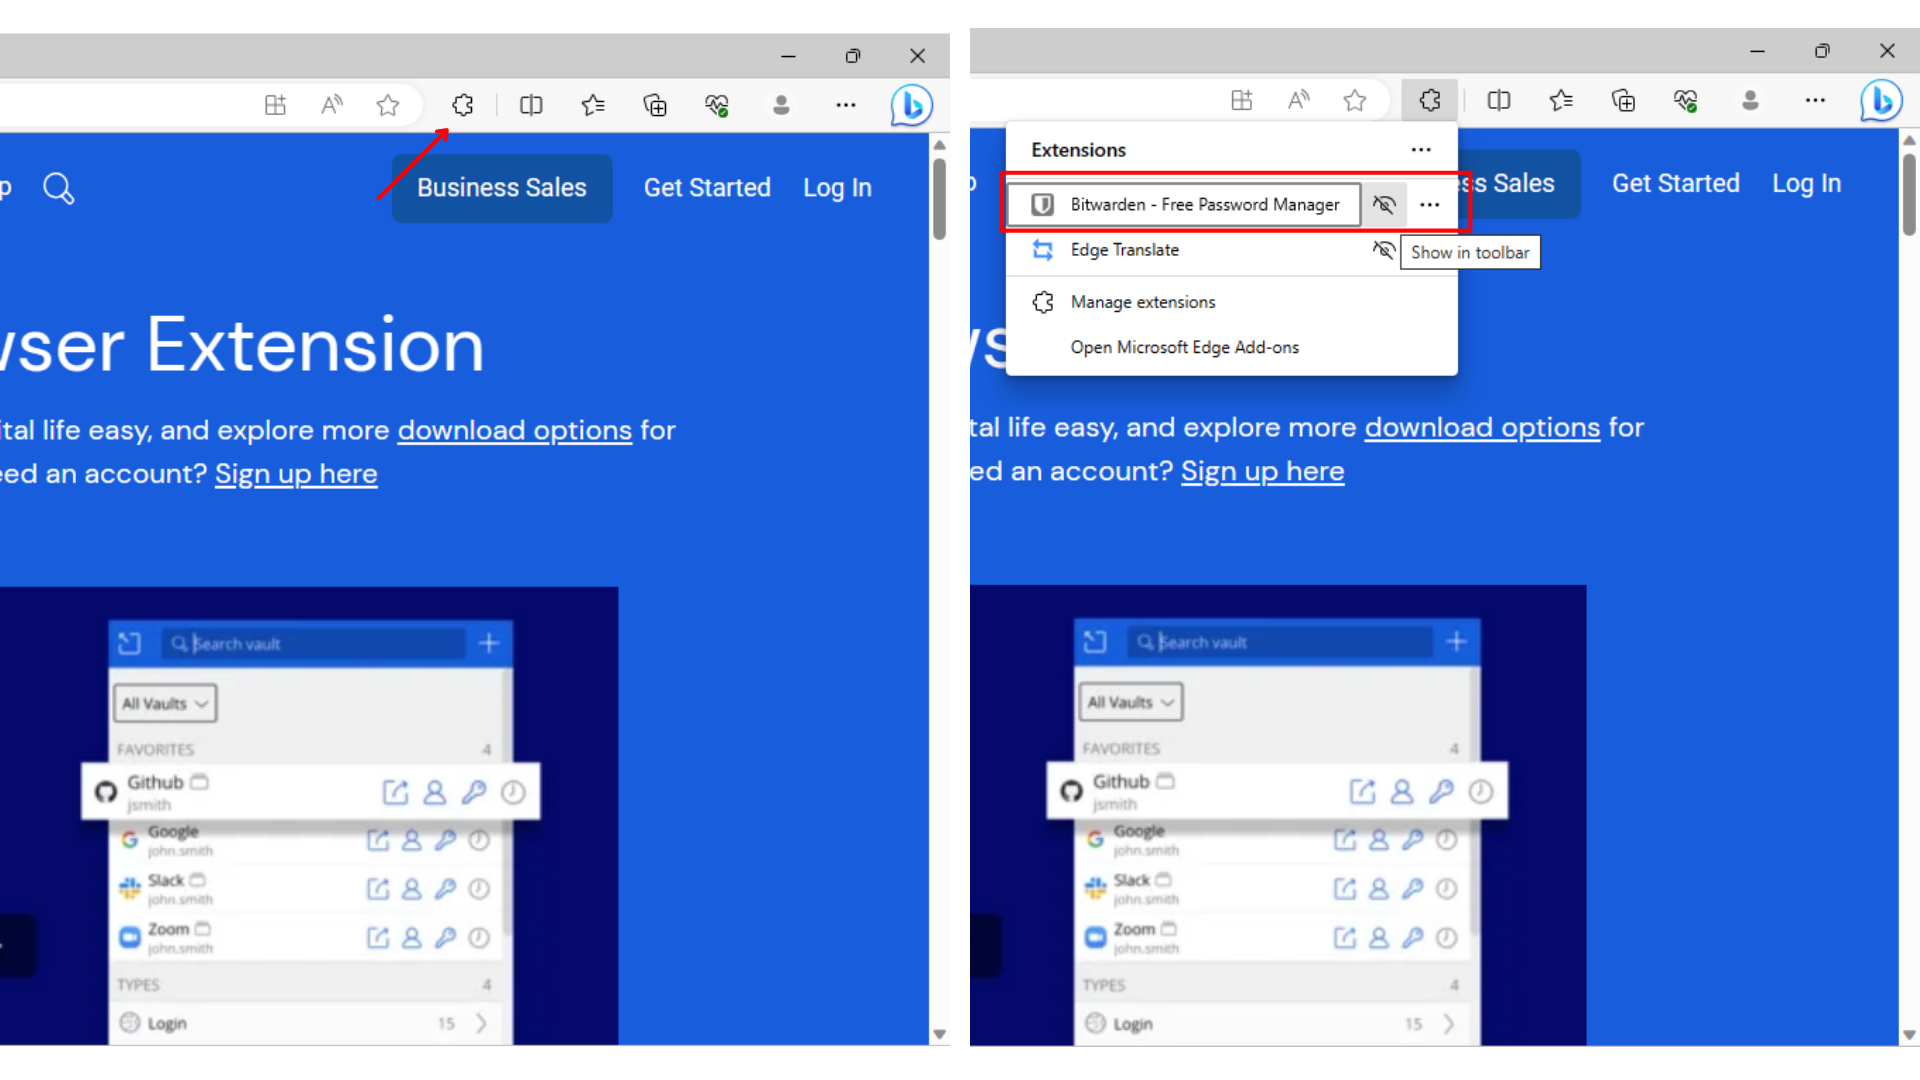 p
Business Sales
Get Started
Log In
wser Extension
ital life easy, and explore more download options for
eed an account? Sign up here
Search vault
All Vaults
FAVORITES 4
Github
jsmith
Google
john.smith
Slack
john.smith
Zoom
john.smith
TYPES 4
Login 15
Extensions
Bitwarden - Free Password Manager
Edge Translate
Show in toolbar
Manage extensions
Open Microsoft Edge Add-ons
ss Sales
Get Started
Log In
ws
tal life easy, and explore more download options for
ed an account? Sign up here
Search vault
All Vaults
FAVORITES 4
Github
jsmith
Google
john.smith
Slack
john.smith
Zoom
john.smith
TYPES 4
Login 15